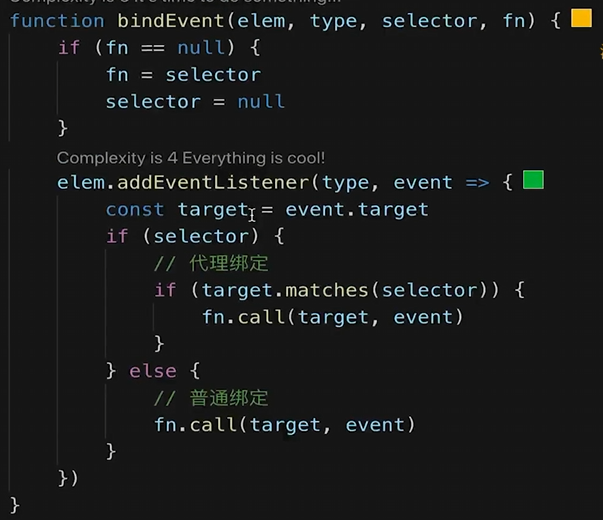 Complexity is 6 It's time to do something...
function bindEvent(elem, type, selector, fn) {
    if (fn == null) {
        fn = selector
        selector = null
    }
    Complexity is 4 Everything is cool!
    elem.addEventListener(type, event => {
        const target = event.target
        if (selector) {
            // 代理绑定
            if (target.matches(selector)) {
                fn.call(target, event)
            }
        } else {
            // 普通绑定
            fn.call(target, event)
        }
    })
}